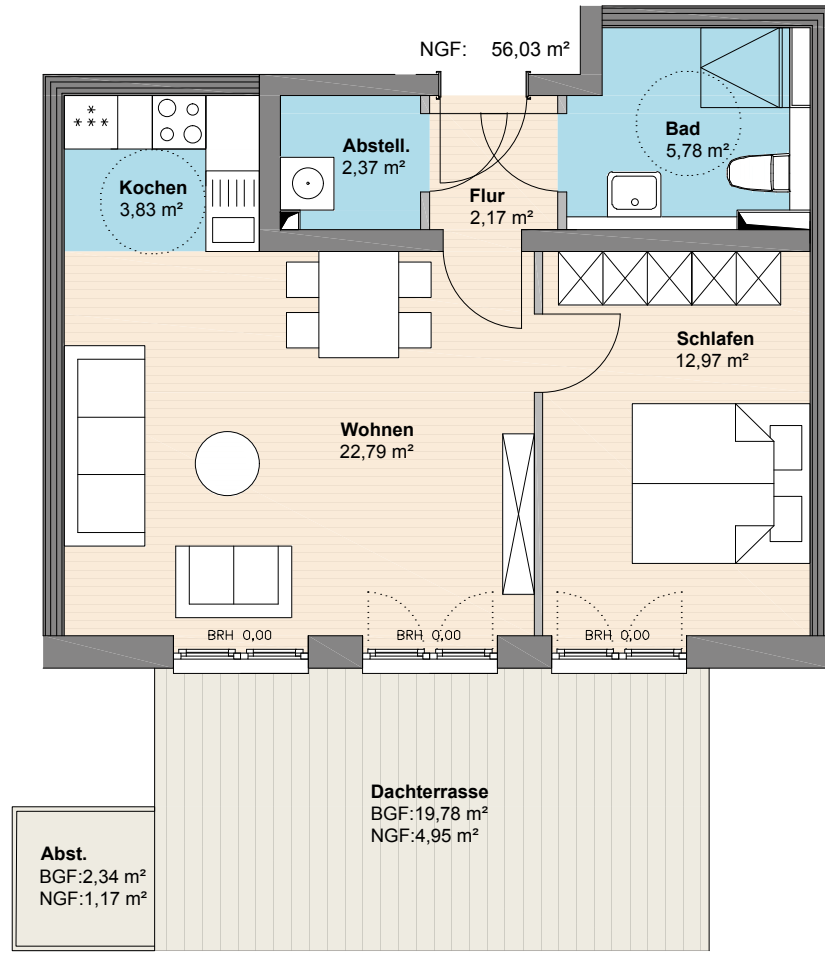 NGF: 56,03 m²
Bad
5,78 m²
Abstell.
2,37 m²
Kochen
3,83 m²
Flur
2,17 m²
Schlafen
12,97 m²
Wohnen
22,79 m²
BRH 0,00
BRH 0,00
BRH 0,00
Dachterrasse
BGF:19,78 m²
NGF:4,95 m²
Abst.
BGF:2,34 m²
NGF:1,17 m²